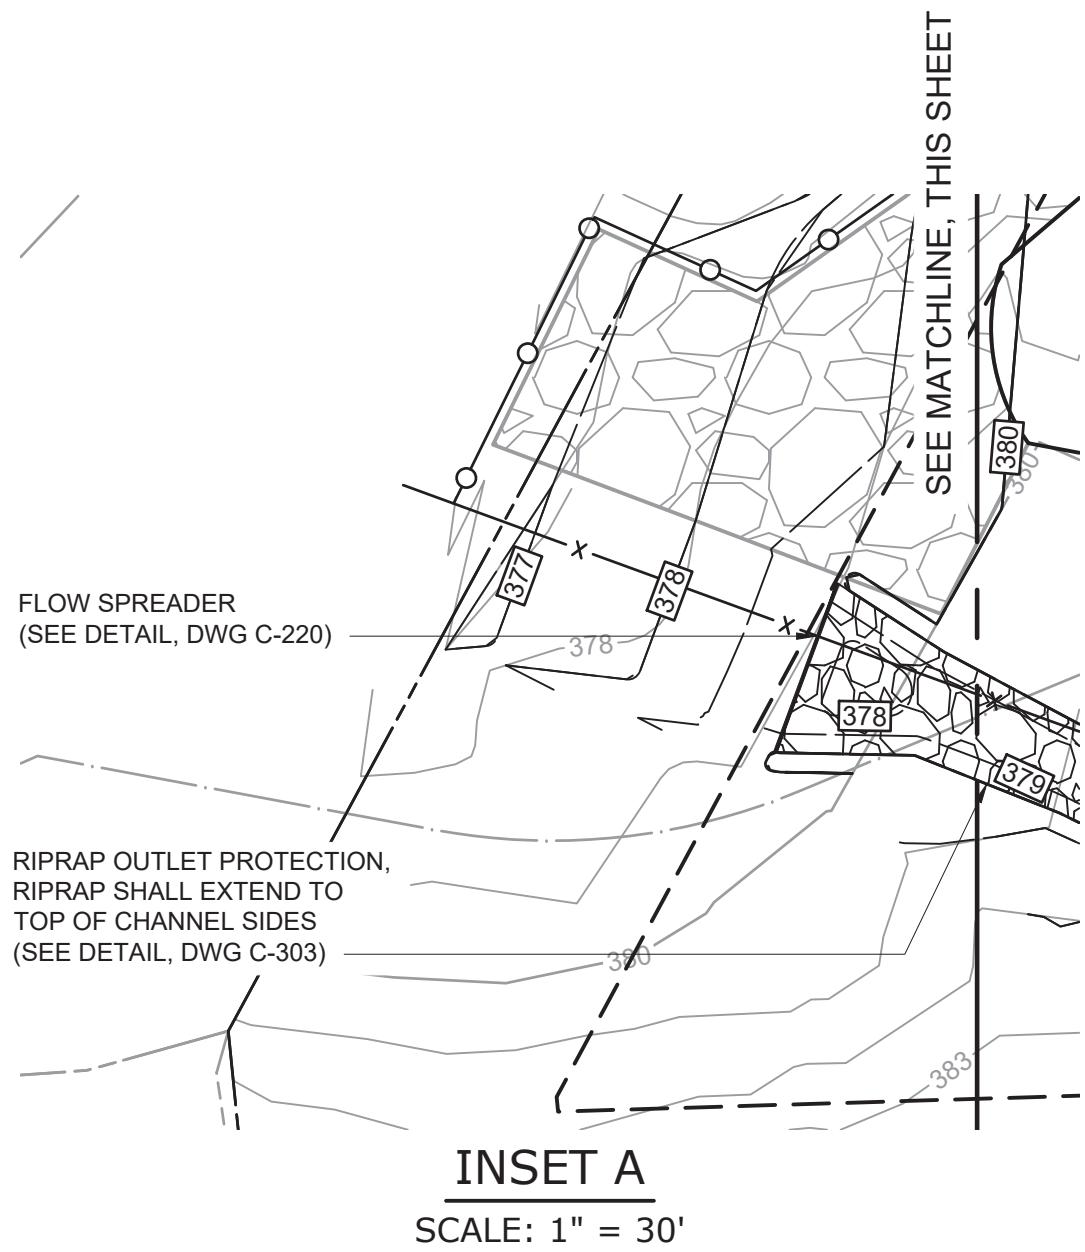 SEE MATCHLINE, THIS SHEET
380
380
377
378
FLOW SPREADER
(SEE DETAIL, DWG C-220)
378
378
379
RIPRAP OUTLET PROTECTION,
RIPRAP SHALL EXTEND TO
TOP OF CHANNEL SIDES
(SEE DETAIL, DWG C-303)
380
383
x
x
x
INSET A
SCALE: 1" = 30'